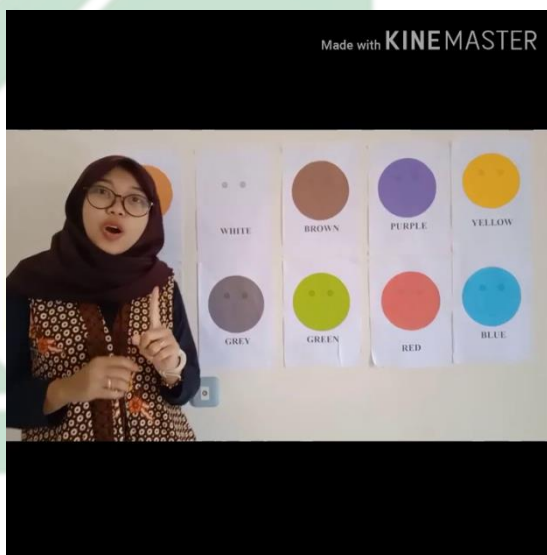 Made with KINEMASTER
WHITE
BROWN
PURPLE
YELLOW
GREY
GREEN
RED
BLUE